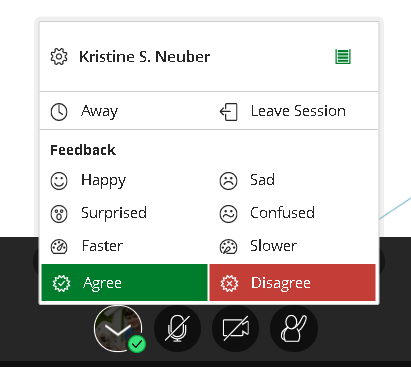 Kristine S. Neuber
Away Leave Session
Feedback
Happy Sad
Surprised Confused
Faster Slower
Agree Disagree